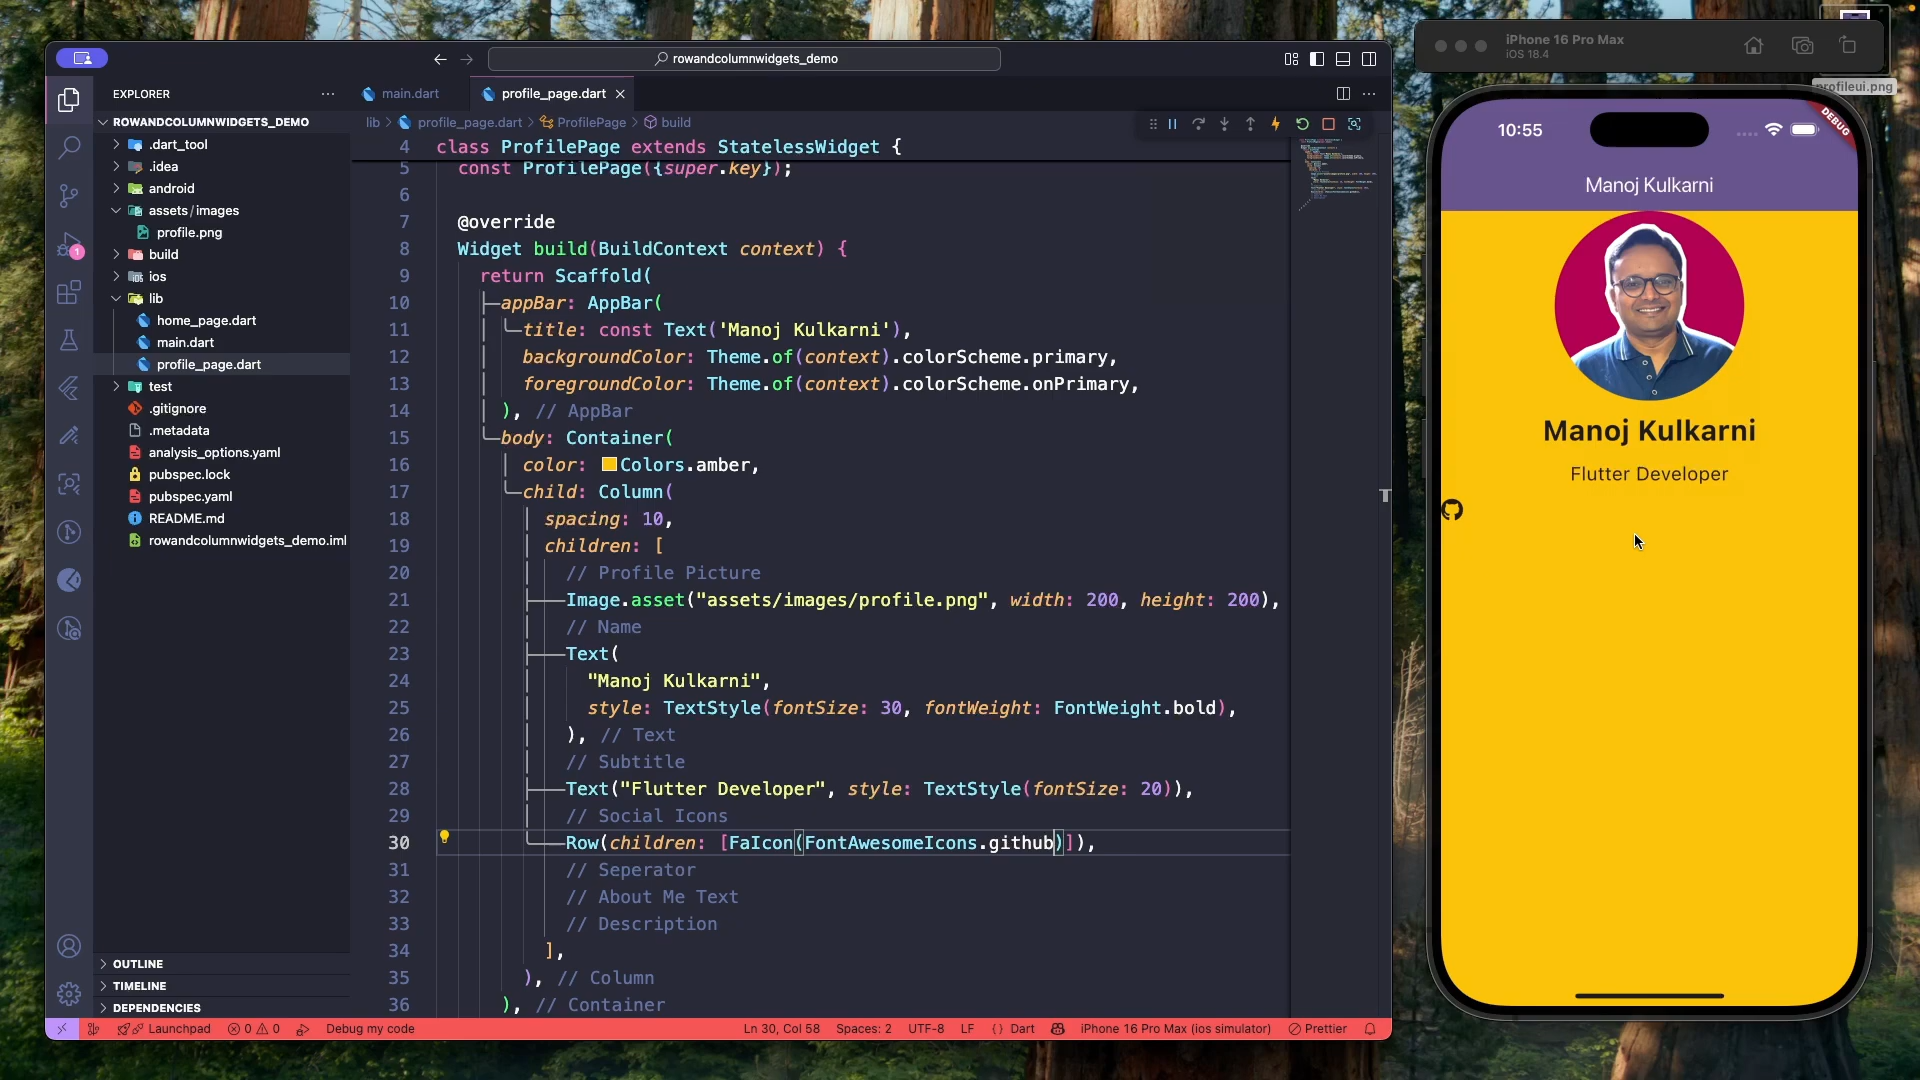 rowandcolumnwidgets_demo
EXPLORER
main.dart
profile_page.dart
ROWANDCOLUMNWIDGETS_DEMO
.dart_tool
.idea
android
assets/images
profile.png
build
ios
lib
home_page.dart
main.dart
profile_page.dart
test
.gitignore
.metadata
analysis_options.yaml
pubspec.lock
pubspec.yaml
README.md
rowandcolumnwidgets_demo.iml
OUTLINE
TIMELINE
DEPENDENCIES
1
lib > profile_page.dart > ProfilePage > build
4 class ProfilePage extends StatelessWidget {
5 const ProfilePage({super.key});
6
7 @override
8 Widget build(BuildContext context) {
9 return Scaffold(
10 appBar: AppBar(
11 title: const Text('Manoj Kulkarni'),
12 backgroundColor: Theme.of(context).colorScheme.primary,
13 foregroundColor: Theme.of(context).colorScheme.onPrimary,
14 ), // AppBar
15 body: Container(
16 color: Colors.amber,
17 child: Column(
18 spacing: 10,
19 children: [
20 // Profile Picture
21 Image.asset("assets/images/profile.png", width: 200, height: 200),
22 // Name
23 Text(
24 "Manoj Kulkarni",
25 style: TextStyle(fontSize: 30, fontWeight: FontWeight.bold),
26 ), // Text
27 // Subtitle
28 Text("Flutter Developer", style: TextStyle(fontSize: 20)),
29 // Social Icons
30 Row(children: [FaIcon(FontAwesomeIcons.github)]),
31 // Seperator
32 // About Me Text
33 // Description
34 ],
35 ), // Column
36 ), // Container
Launchpad
0
0
Debug my code
Ln 30, Col 58
Spaces: 2
UTF-8
LF
{} Dart
iPhone 16 Pro Max (ios simulator)
Prettier
iPhone 16 Pro Max
iOS 18.4
profileui.png
10:55
DEBUG
Manoj Kulkarni
Manoj Kulkarni
Flutter Developer